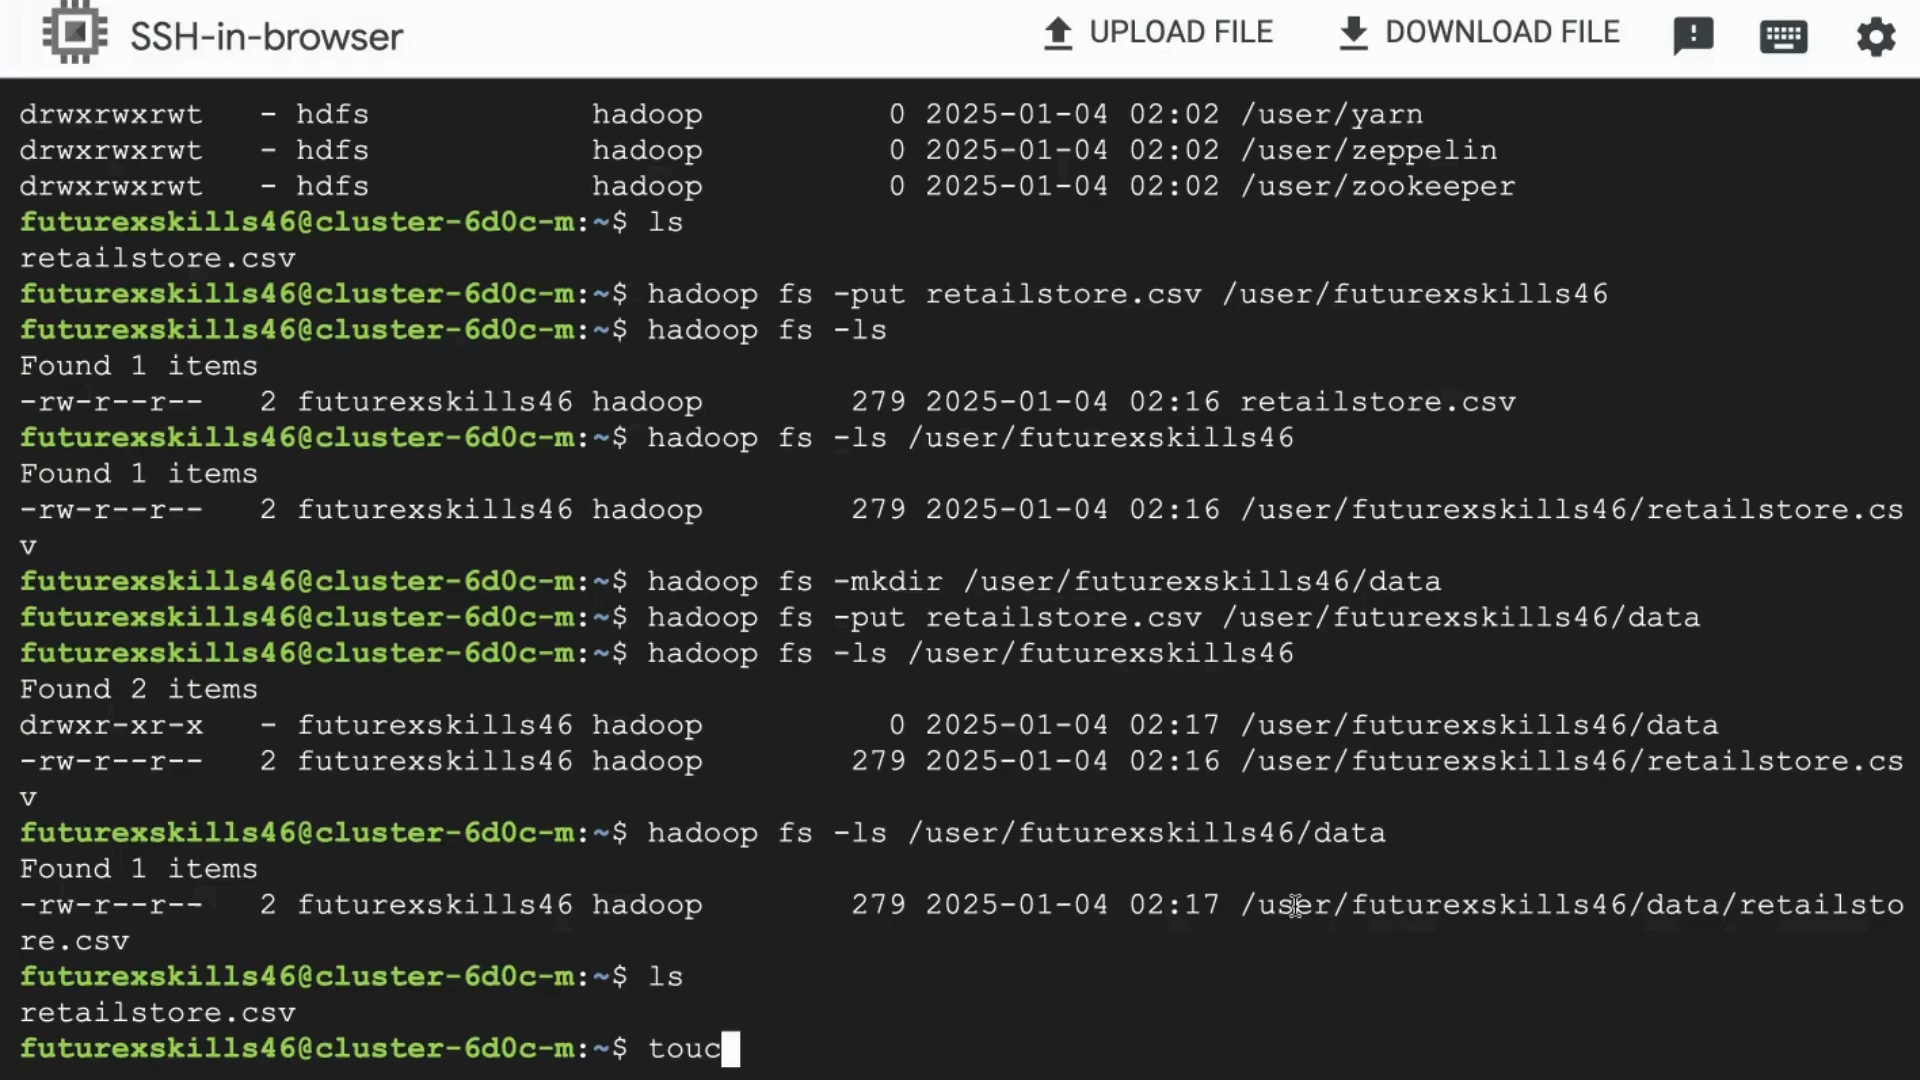 SSH-in-browser UPLOAD FILE DOWNLOAD FILE
drwxrwxrwt - hdfs hadoop 0 2025-01-04 02:02 /user/yarn
drwxrwxrwt - hdfs hadoop 0 2025-01-04 02:02 /user/zeppelin
drwxrwxrwt - hdfs hadoop 0 2025-01-04 02:02 /user/zookeeper
futurexskills46@cluster-6d0c-m:~$ ls
retailstore.csv
futurexskills46@cluster-6d0c-m:~$ hadoop fs -put retailstore.csv /user/futurexskills46
futurexskills46@cluster-6d0c-m:~$ hadoop fs -ls
Found 1 items
-rw-r--r-- 2 futurexskills46 hadoop 279 2025-01-04 02:16 retailstore.csv
futurexskills46@cluster-6d0c-m:~$ hadoop fs -ls /user/futurexskills46
Found 1 items
-rw-r--r-- 2 futurexskills46 hadoop 279 2025-01-04 02:16 /user/futurexskills46/retailstore.cs
v
futurexskills46@cluster-6d0c-m:~$ hadoop fs -mkdir /user/futurexskills46/data
futurexskills46@cluster-6d0c-m:~$ hadoop fs -put retailstore.csv /user/futurexskills46/data
futurexskills46@cluster-6d0c-m:~$ hadoop fs -ls /user/futurexskills46
Found 2 items
drwxr-xr-x - futurexskills46 hadoop 0 2025-01-04 02:17 /user/futurexskills46/data
-rw-r--r-- 2 futurexskills46 hadoop 279 2025-01-04 02:16 /user/futurexskills46/retailstore.cs
v
futurexskills46@cluster-6d0c-m:~$ hadoop fs -ls /user/futurexskills46/data
Found 1 items
-rw-r--r-- 2 futurexskills46 hadoop 279 2025-01-04 02:17 /user/futurexskills46/data/retailsto
re.csv
futurexskills46@cluster-6d0c-m:~$ ls
retailstore.csv
futurexskills46@cluster-6d0c-m:~$ touc